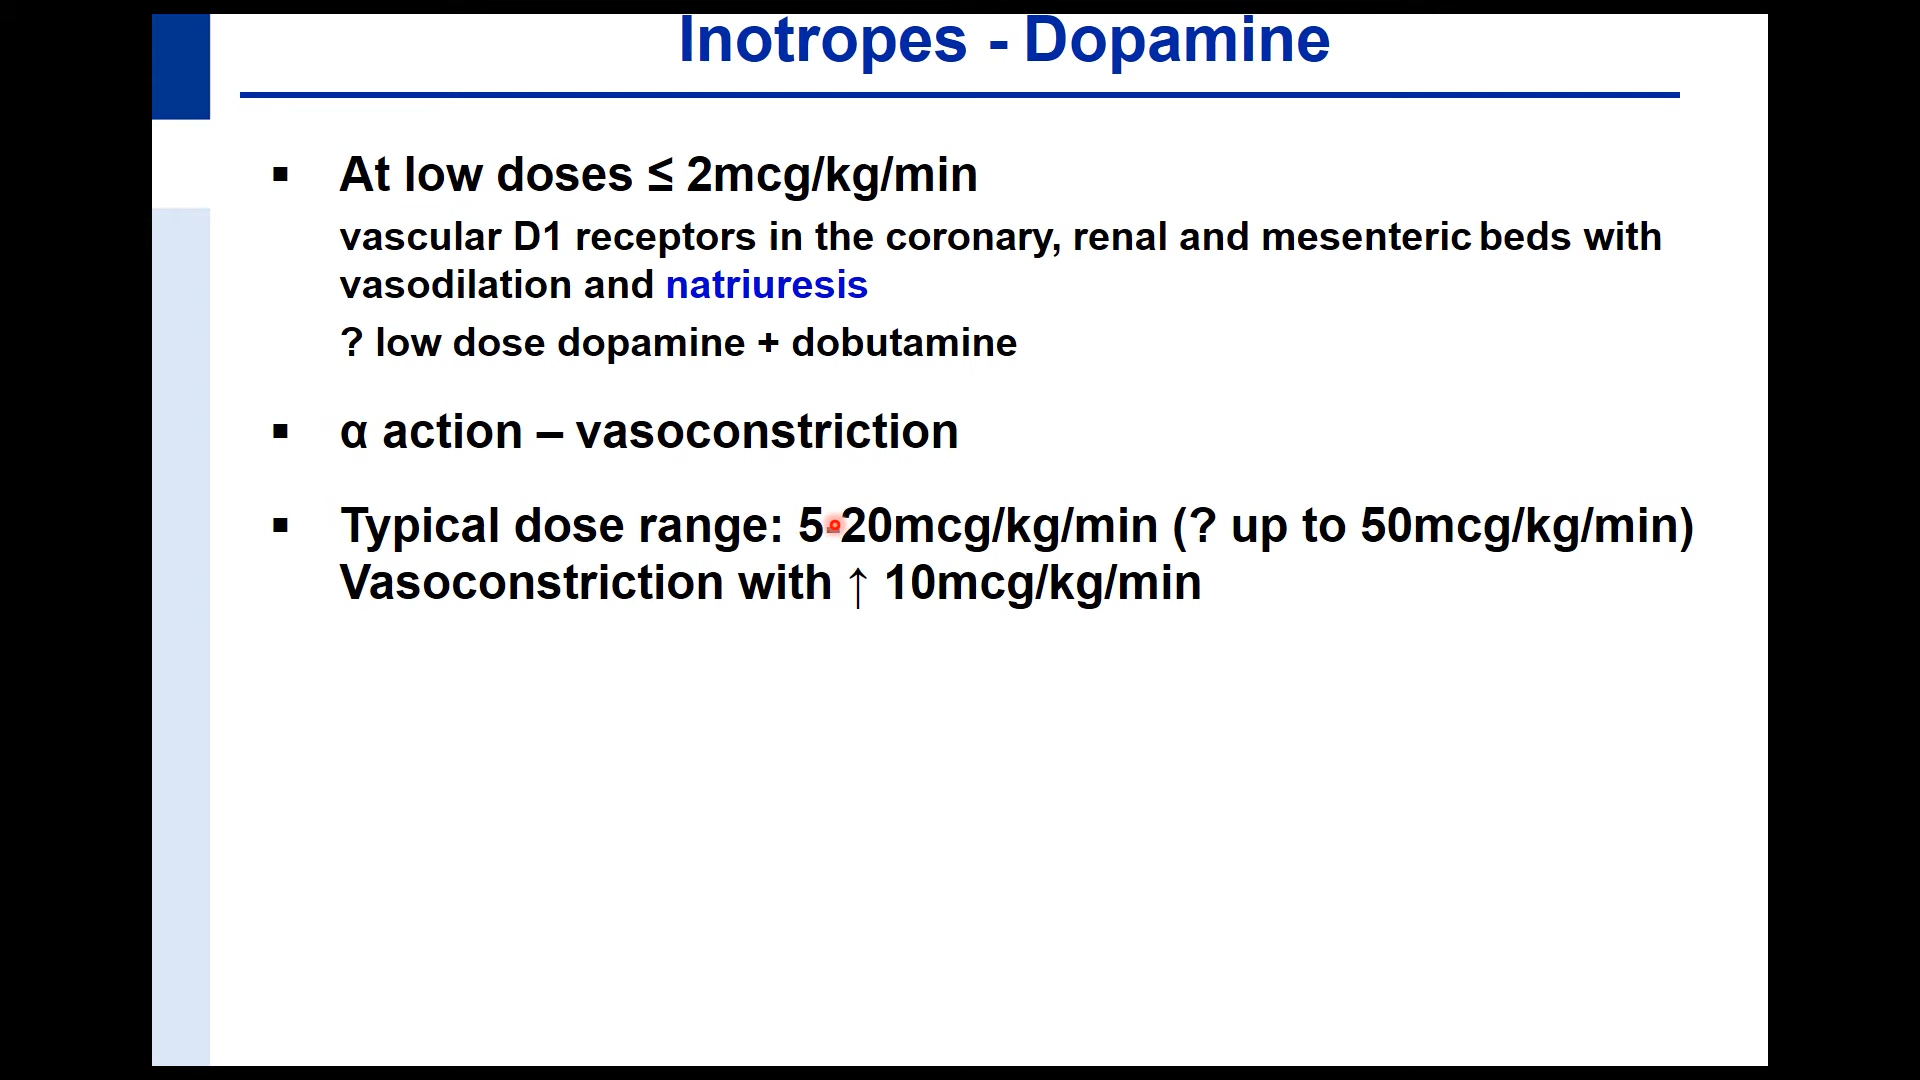 Inotropes - Dopamine
▪ At low doses ≤ 2mcg/kg/min
vascular D1 receptors in the coronary, renal and mesenteric beds with
vasodilation and natriuresis
? low dose dopamine + dobutamine
▪ α action – vasoconstriction
▪ Typical dose range: 5-20mcg/kg/min (? up to 50mcg/kg/min)
Vasoconstriction with ↑ 10mcg/kg/min